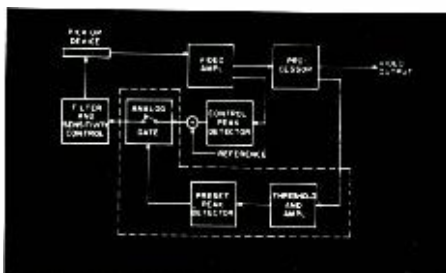 PICK UP
DEVICE
VIDEO
AMPL
PRO-
CESSOR
VIDEO
OUTPUT
FILTER
AND
SENSITIVITY
CONTROL
ANALOG
GATE
CONTROL
PEAK
DETECTOR
REFERENCE
PRESET
PEAK
DETECTOR
THRESHOLD
AND
AMPL